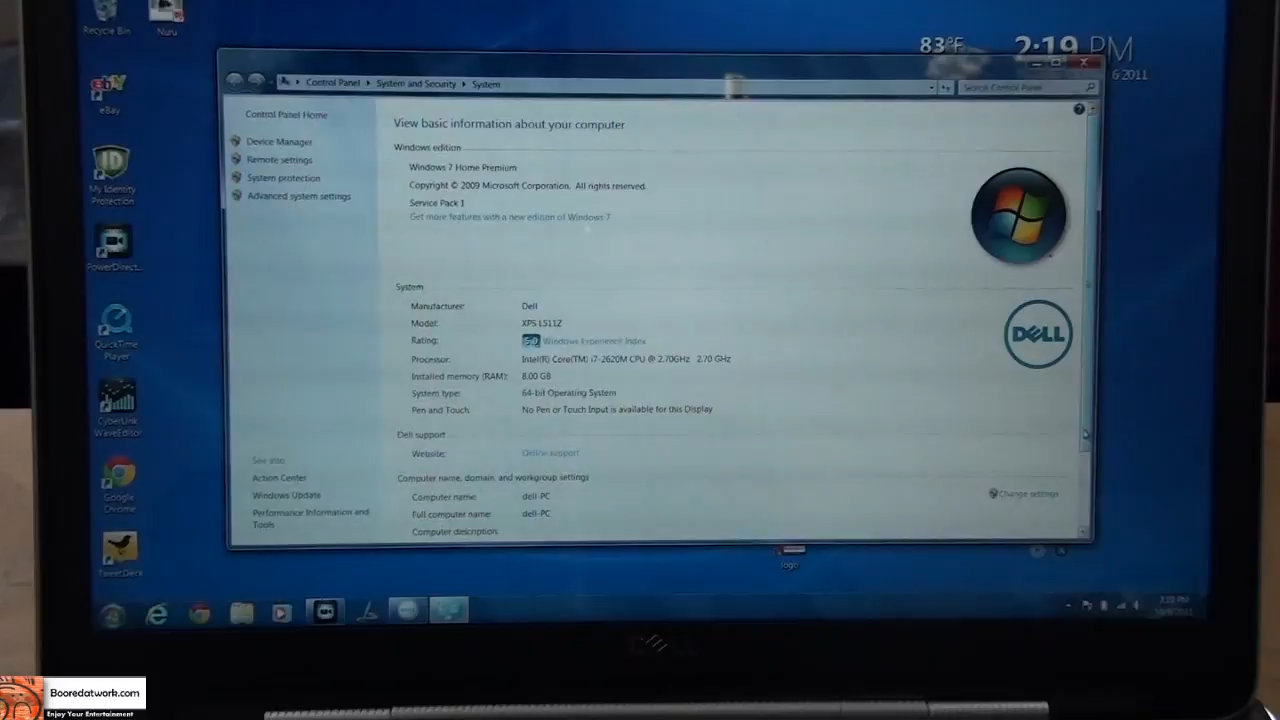 Recycle Bin
Nuru
83°F
2:19 PM
6 2011
Control Panel ▸ System and Security ▸ System
Search Control Panel
eBay
My Identity
Protection
PowerDirect...
QuickTime
Player
CyberLink
WaveEditor
Google
Chrome
TweetDeck
Control Panel Home
Device Manager
Remote settings
System protection
Advanced system settings
See also
Action Center
Windows Update
Performance Information and
Tools
View basic information about your computer
Windows edition
Windows 7 Home Premium
Copyright © 2009 Microsoft Corporation. All rights reserved.
Service Pack 1
Get more features with a new edition of Windows 7
System
Manufacturer: Dell
Model: XPS L511Z
Rating: Windows Experience Index
Processor: Intel(R) Core(TM) i7-2620M CPU @ 2.70GHz 2.70 GHz
Installed memory (RAM): 8.00 GB
System type: 64-bit Operating System
Pen and Touch: No Pen or Touch Input is available for this Display
DELL
Dell support
Website: Online support
Computer name, domain, and workgroup settings
Computer name: dell-PC
Change settings
Full computer name: dell-PC
Computer description:
logo
2:19 PM
DELL
Booredatwork.com
Enjoy Your Entertainment